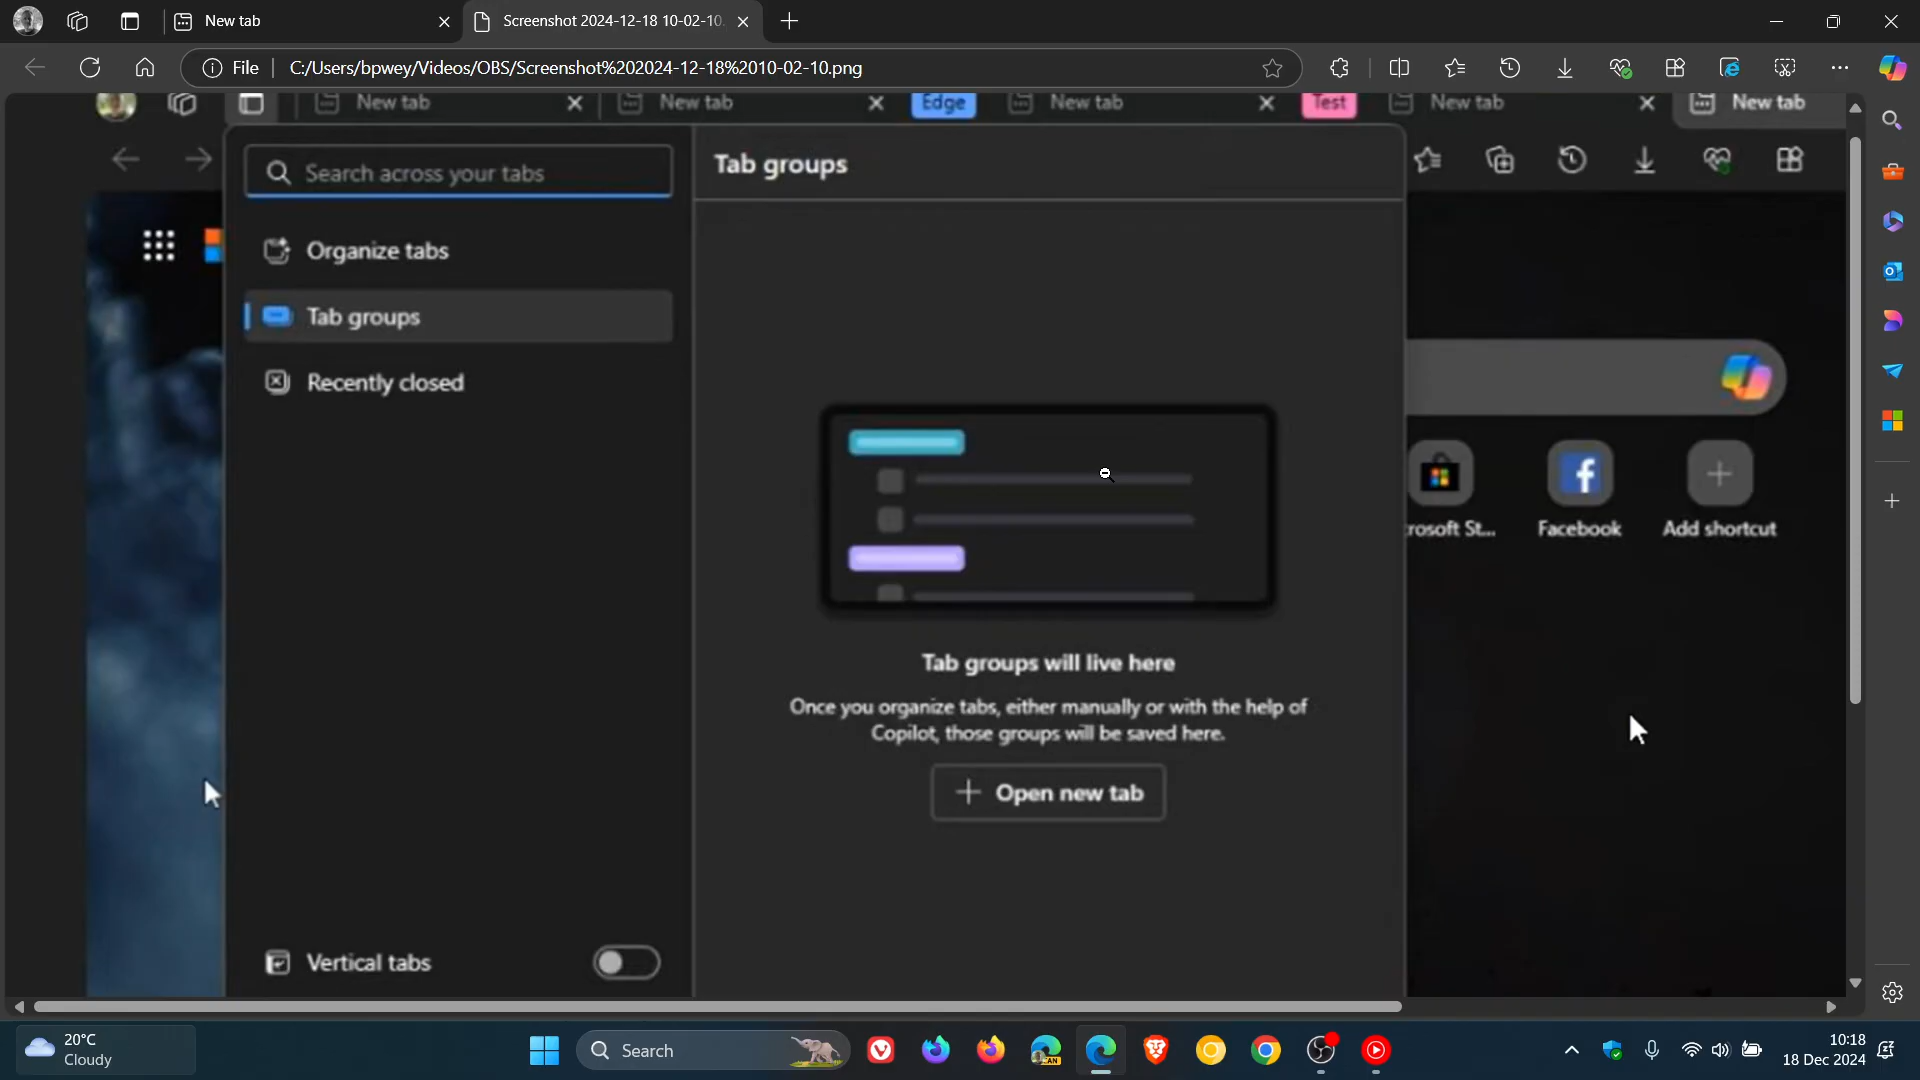 New tab
Screenshot 2024-12-18 10-02-10.
File
C:/Users/bpwey/Videos/OBS/Screenshot%202024-12-18%2010-02-10.png
New tab
New tab
Edge
New tab
Test
New tab
New tab
Search across your tabs
Tab groups
Organize tabs
Tab groups
Recently closed
rosoft St...
Facebook
Add shortcut
Tab groups will live here
Once you organize tabs, either manually or with the help of
Copilot, those groups will be saved here.
Open new tab
Vertical tabs
20°C
Cloudy
Search
CAN
10:18
18 Dec 2024